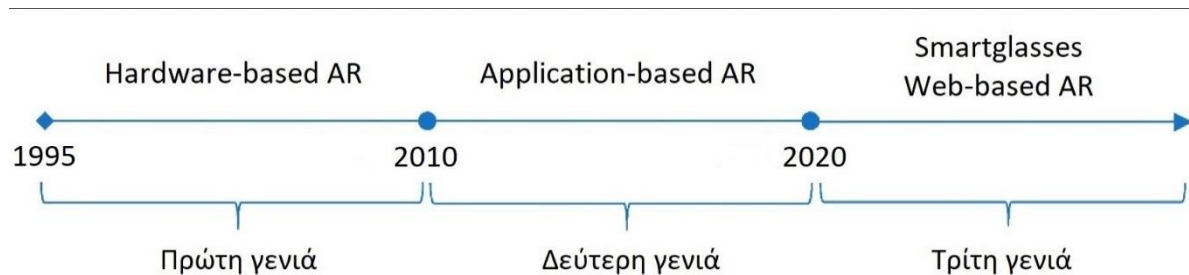 Hardware-based AR
Application-based AR
Smartglasses
Web-based AR
1995
2010
2020
Πρώτη γενιά
Δεύτερη γενιά
Τρίτη γενιά